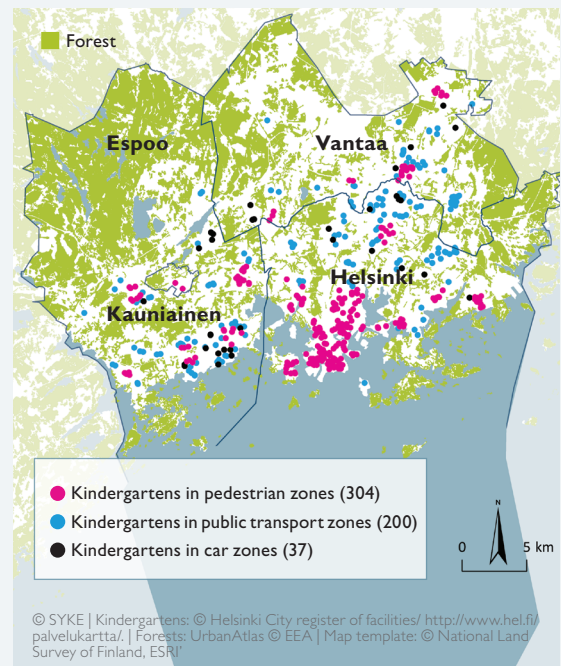 Forest
Espoo
Vantaa
Helsinki
Kauniainen
Kindergartens in pedestrian zones (304)
Kindergartens in public transport zones (200)
Kindergartens in car zones (37)
N
0 5 km
© SYKE | Kindergartens: © Helsinki City register of facilities/ http://www.hel.fi/
palvelukartta/. | Forests: UrbanAtlas © EEA | Map template: © National Land
Survey of Finland, ESRI'